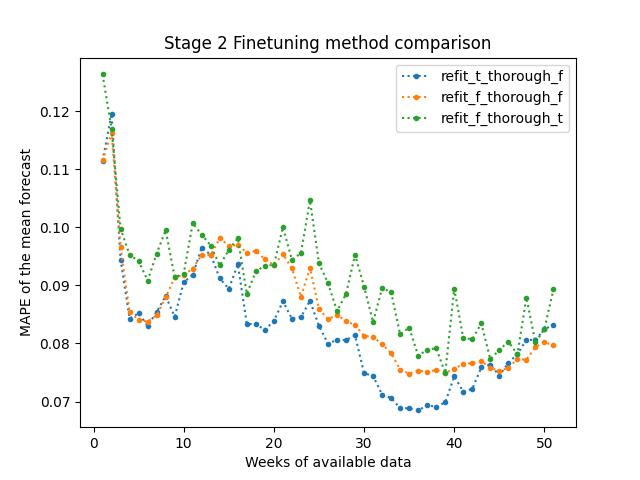 Stage 2 Finetuning method comparison
refit_t_thorough_f
refit_f_thorough_f
refit_f_thorough_t
MAPE of the mean forecast
0.12
0.11
0.10
0.09
0.08
0.07
0 10 20 30 40 50
Weeks of available data